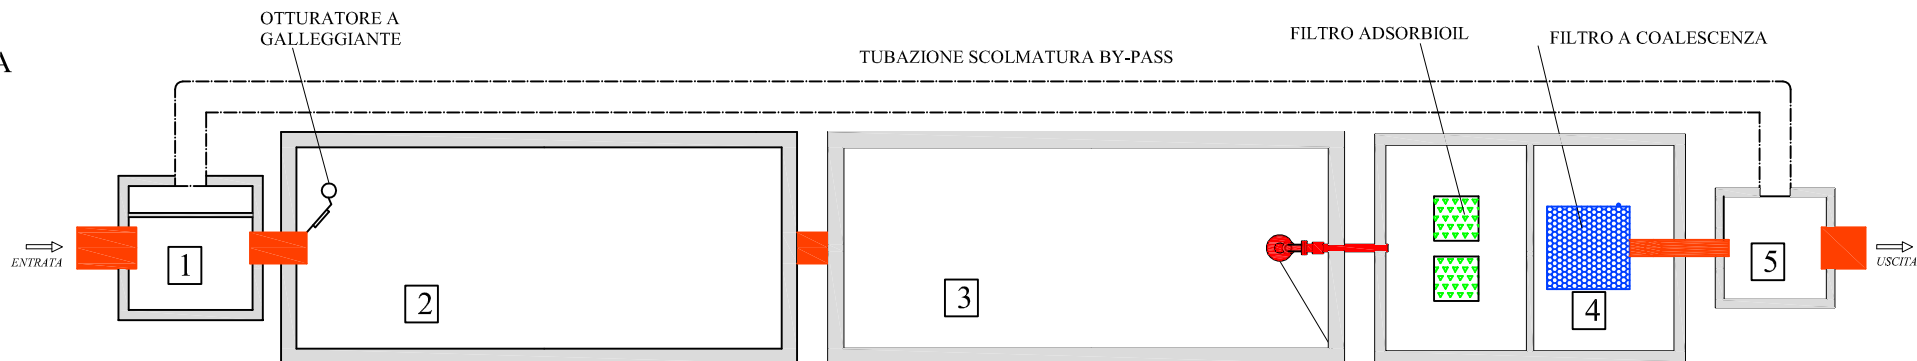 OTTURATORE A
GALLEGGIANTE
FILTRO ADSORBIOIL
FILTRO A COALESCENZA
TUBAZIONE SCOLMATURA BY-PASS
A
ENTRATA
1
2
3
4
5
USCITA